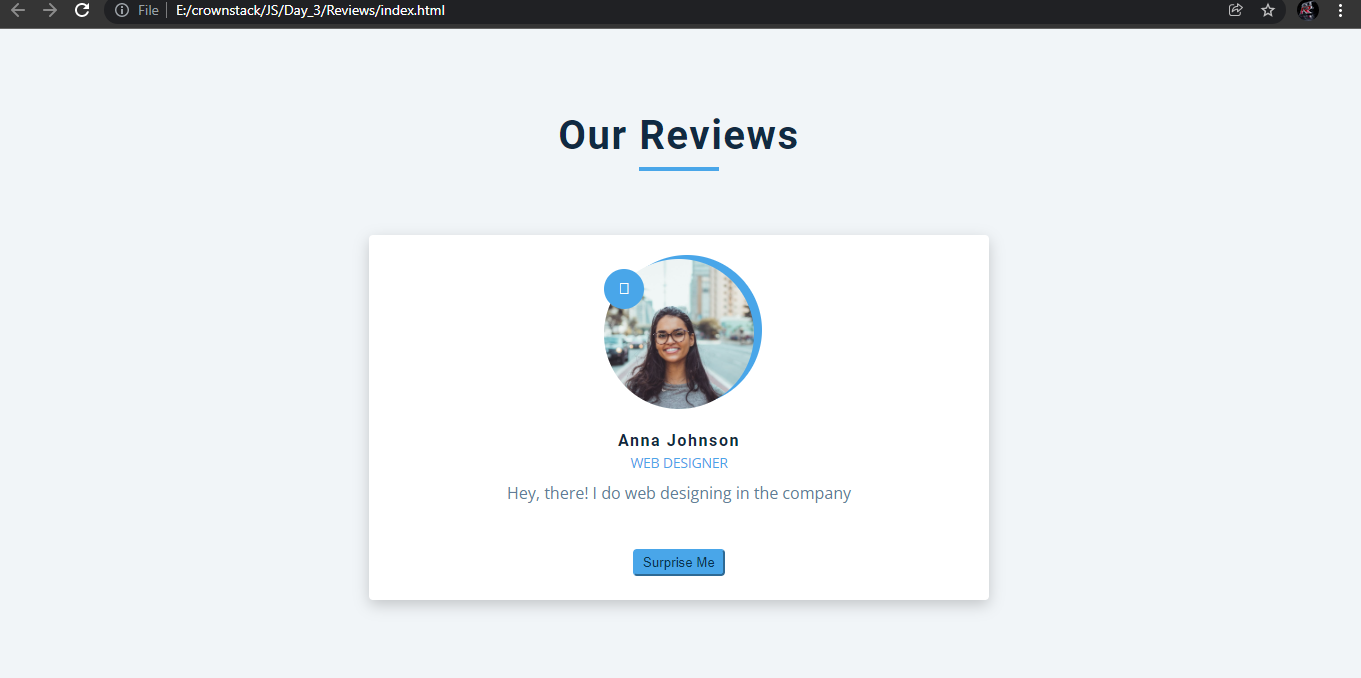 File E:/crownstack/JS/Day_3/Reviews/index.html
Our Reviews
Anna Johnson
WEB DESIGNER
Hey, there! I do web designing in the company
Surprise Me